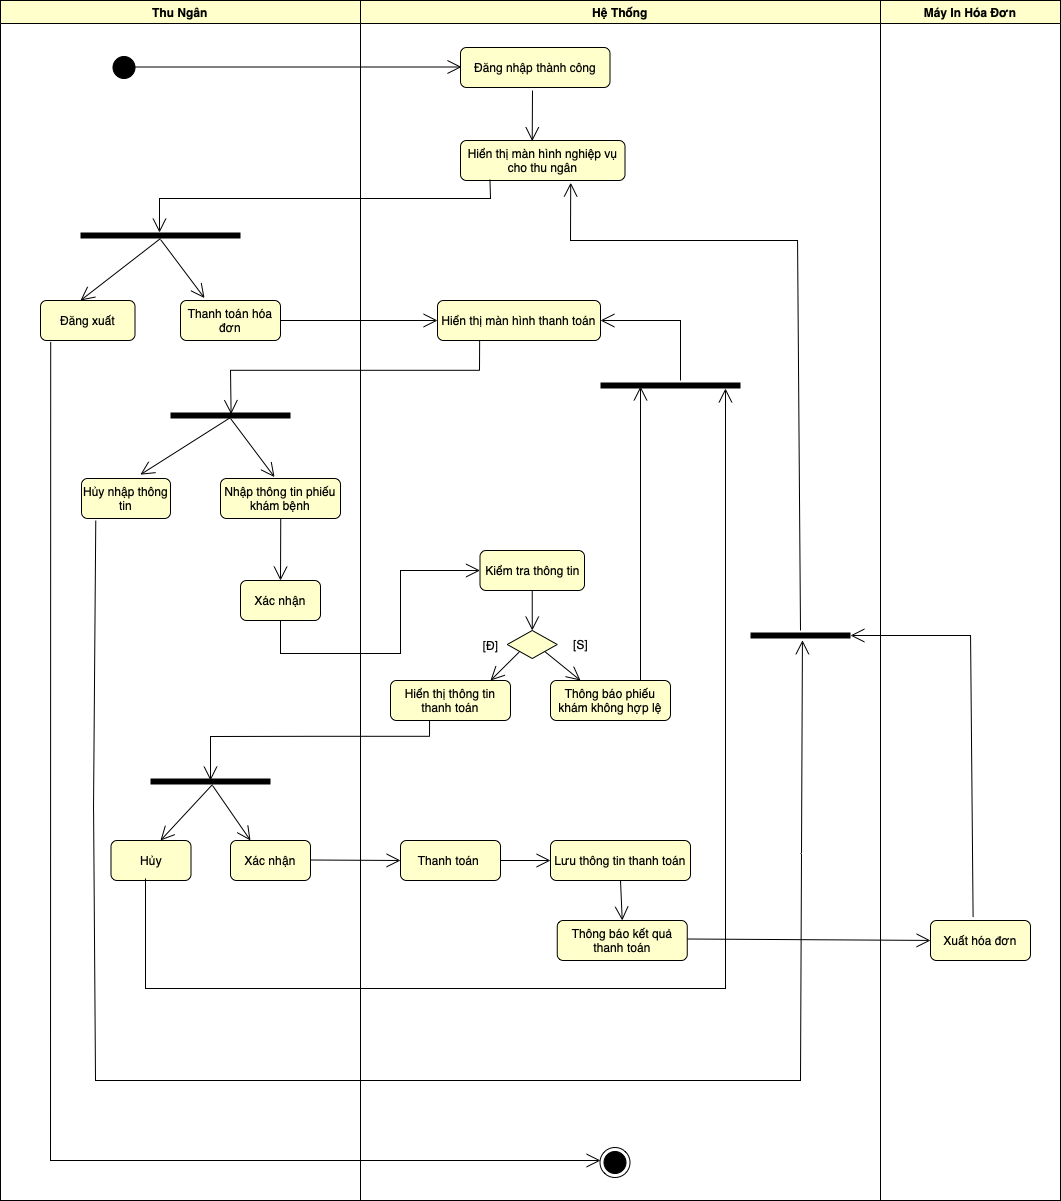 Thu Ngân
Hệ Thống
Máy In Hóa Đơn
Đăng nhập thành công
Hiển thị màn hình nghiệp vụ
cho thu ngân
Đăng xuất
Thanh toán hóa
đơn
Hiển thị màn hình thanh toán
Hủy nhập thông
tin
Nhập thông tin phiếu
khám bệnh
Xác nhận
Kiểm tra thông tin
[Đ]
[S]
Hiển thị thông tin
thanh toán
Thông báo phiếu
khám không hợp lệ
Hủy
Xác nhận
Thanh toán
Lưu thông tin thanh toán
Thông báo kết quả
thanh toán
Xuất hóa đơn